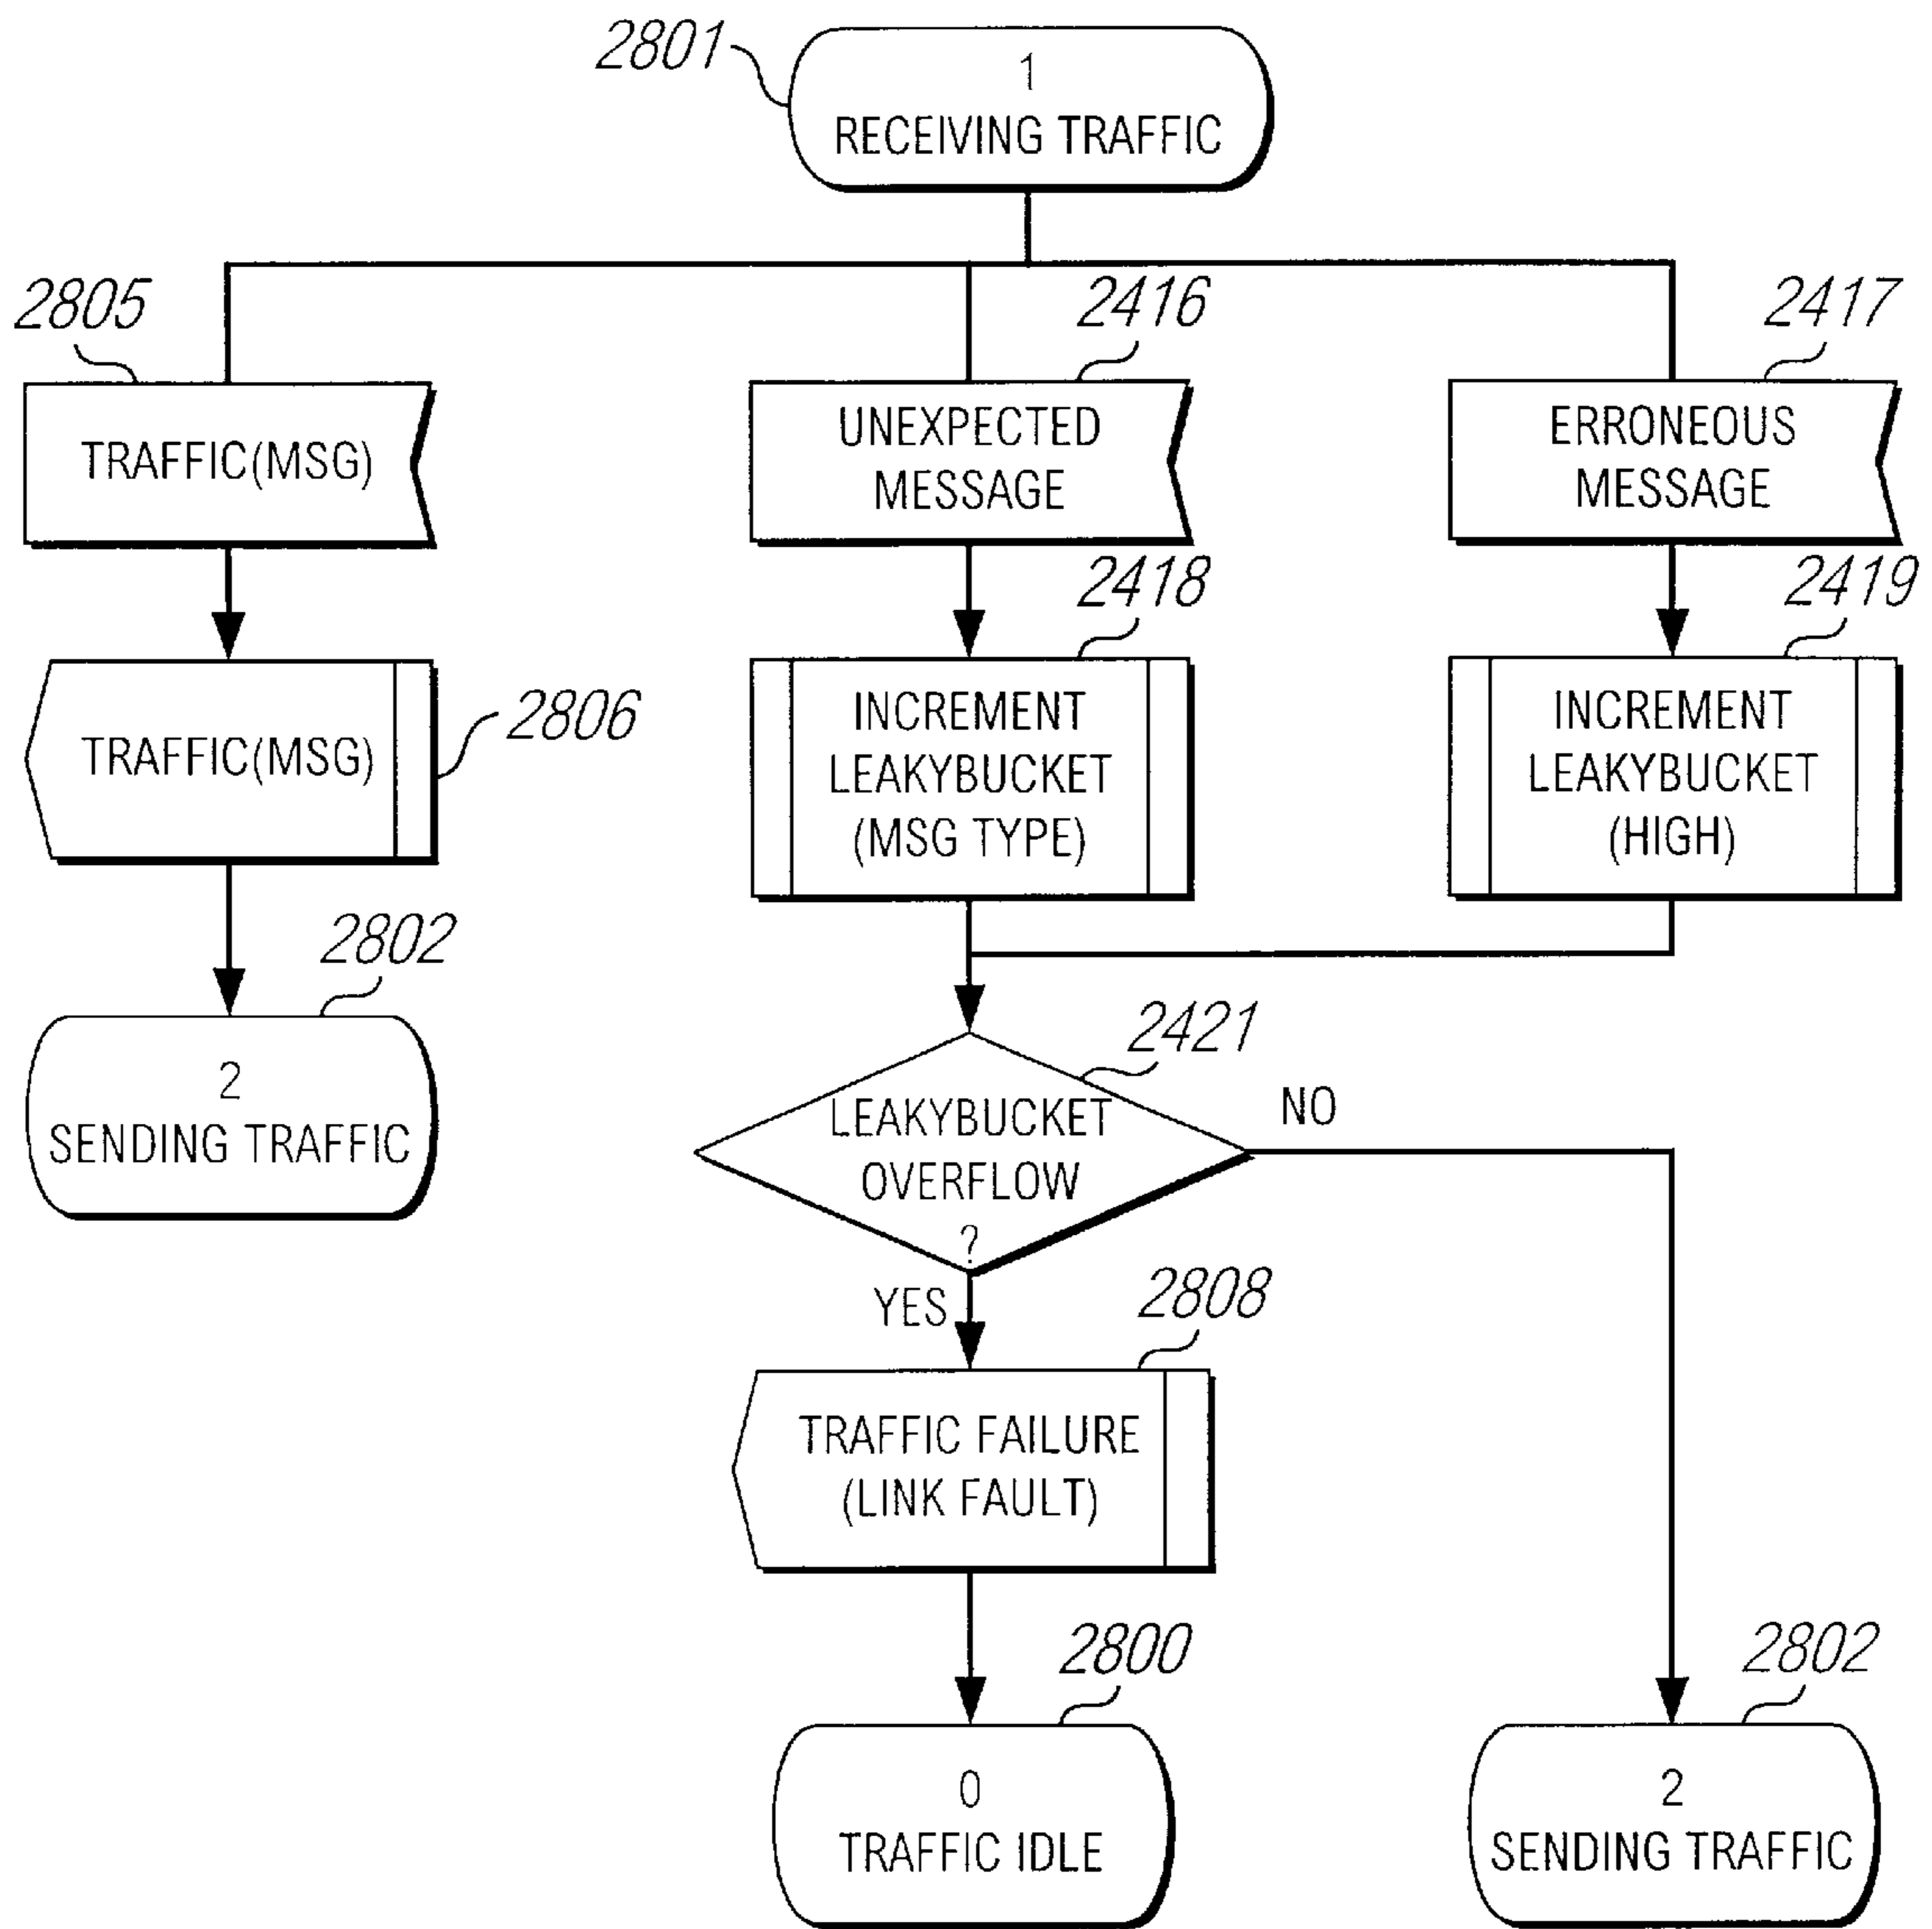 2801
1
RECEIVING TRAFFIC
2805
2416
2417
TRAFFIC(MSG)
UNEXPECTED
MESSAGE
ERRONEOUS
MESSAGE
2418
2419
TRAFFIC(MSG)
2806
INCREMENT
LEAKYBUCKET
(MSG TYPE)
INCREMENT
LEAKYBUCKET
(HIGH)
2802
2
SENDING TRAFFIC
2421
LEAKYBUCKET
OVERFLOW
?
NO
YES
2808
TRAFFIC FAILURE
(LINK FAULT)
2800
2802
0
TRAFFIC IDLE
2
SENDING TRAFFIC